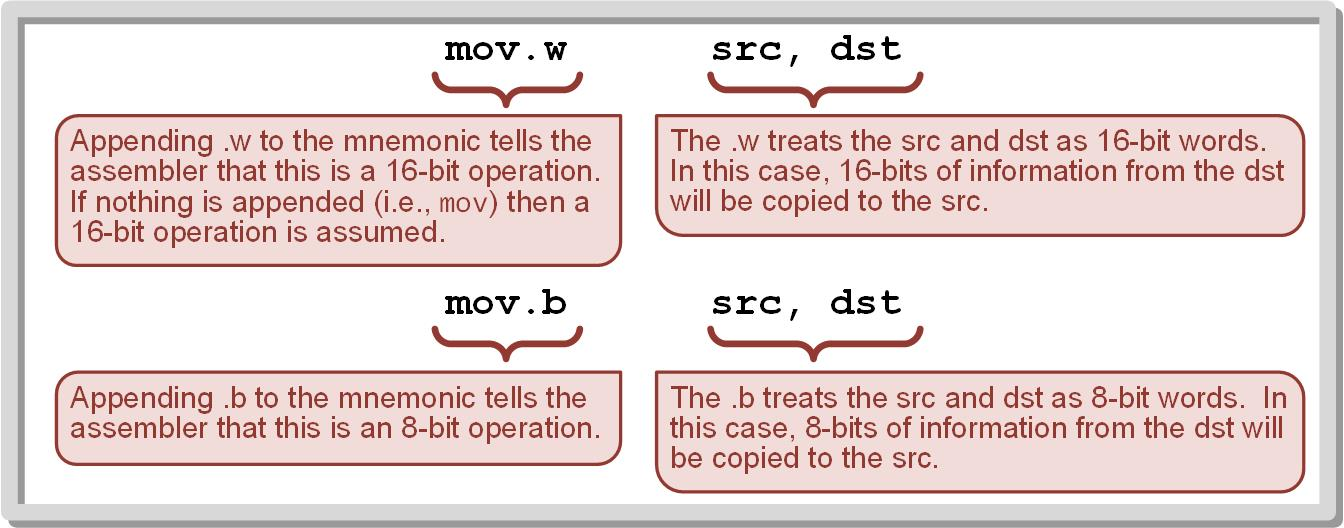 mov.w src, dst
Appending .w to the mnemonic tells the
assembler that this is a 16-bit operation.
If nothing is appended (i.e., mov) then a
16-bit operation is assumed.
The .w treats the src and dst as 16-bit words.
In this case, 16-bits of information from the dst
will be copied to the src.
mov.b src, dst
Appending .b to the mnemonic tells the
assembler that this is an 8-bit operation.
The .b treats the src and dst as 8-bit words. In
this case, 8-bits of information from the dst will
be copied to the src.